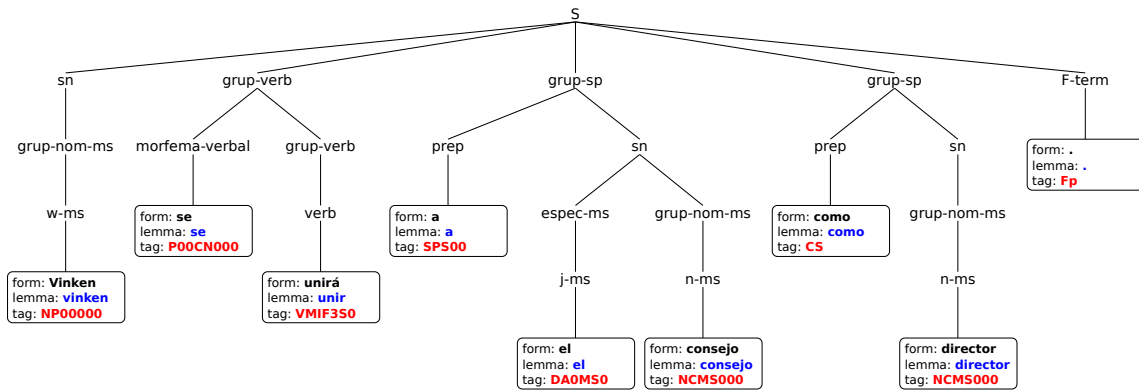 S
sn grup-verb grup-sp grup-sp F-term
grup-nom-ms morfema-verbal grup-verb prep sn prep sn
form: .
lemma: .
tag: Fp
w-ms verb espec-ms grup-nom-ms grup-nom-ms
form: se
lemma: se
tag: P00CN000
form: a
lemma: a
tag: SPS00
form: como
lemma: como
tag: CS
j-ms n-ms n-ms
form: Vinken
lemma: vinken
tag: NP00000
form: unirá
lemma: unir
tag: VMIF3S0
form: el
lemma: el
tag: DA0MS0
form: consejo
lemma: consejo
tag: NCMS000
form: director
lemma: director
tag: NCMS000